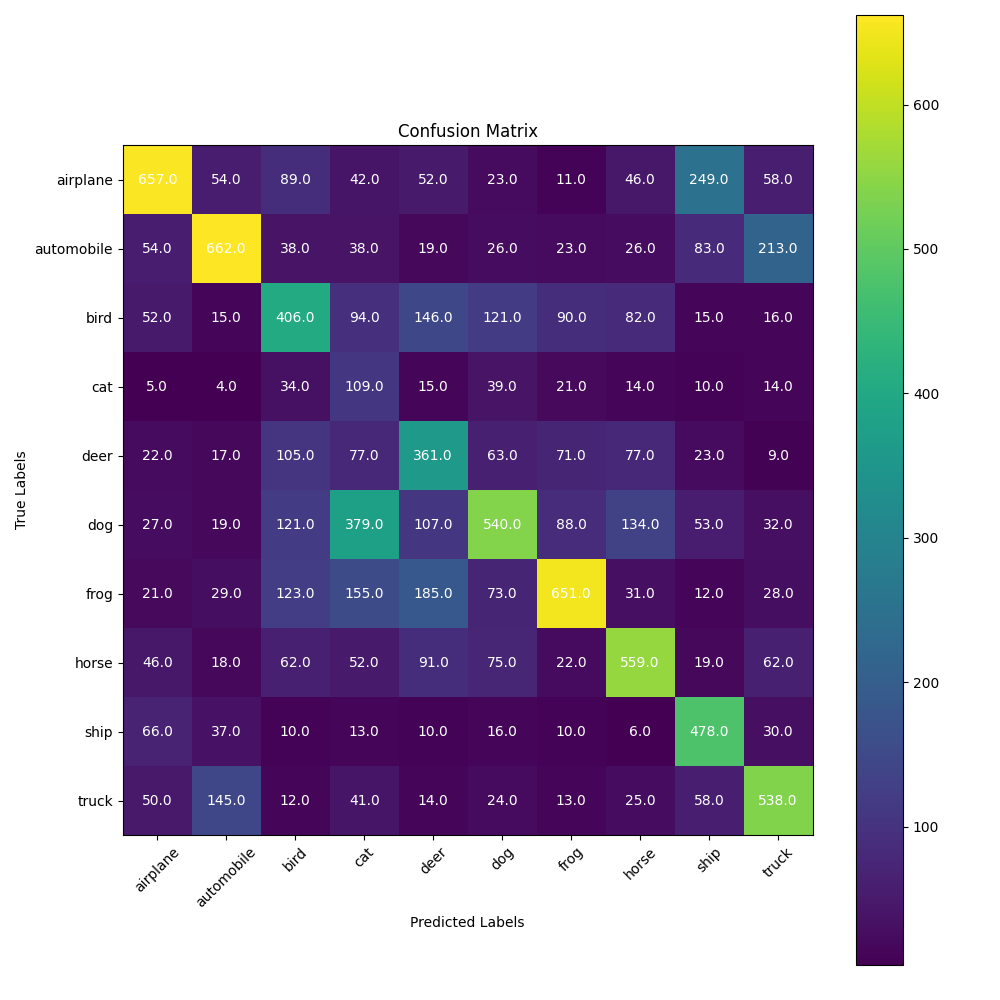 Confusion Matrix
airplane 657.0 54.0 89.0 42.0 52.0 23.0 11.0 46.0 249.0 58.0
automobile 54.0 662.0 38.0 38.0 19.0 26.0 23.0 26.0 83.0 213.0
bird 52.0 15.0 406.0 94.0 146.0 121.0 90.0 82.0 15.0 16.0
cat 5.0 4.0 34.0 109.0 15.0 39.0 21.0 14.0 10.0 14.0
deer 22.0 17.0 105.0 77.0 361.0 63.0 71.0 77.0 23.0 9.0
dog 27.0 19.0 121.0 379.0 107.0 540.0 88.0 134.0 53.0 32.0
frog 21.0 29.0 123.0 155.0 185.0 73.0 651.0 31.0 12.0 28.0
horse 46.0 18.0 62.0 52.0 91.0 75.0 22.0 559.0 19.0 62.0
ship 66.0 37.0 10.0 13.0 10.0 16.0 10.0 6.0 478.0 30.0
truck 50.0 145.0 12.0 41.0 14.0 24.0 13.0 25.0 58.0 538.0
airplane automobile bird cat deer dog frog horse ship truck
Predicted Labels
True Labels
600
500
400
300
200
100